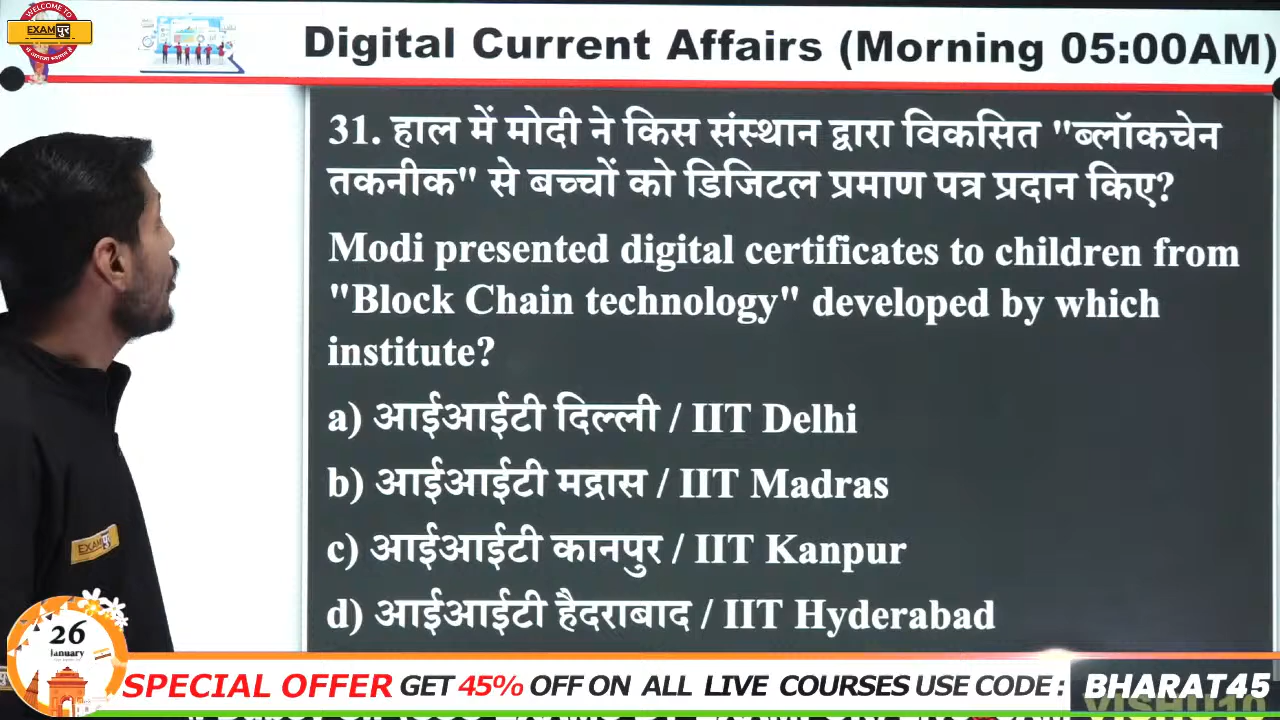 WELCOME TO
EXAMपुर
Digital Current Affairs (Morning 05:00AM)
31. हाल में मोदी ने किस संस्थान द्वारा विकसित "ब्लॉकचेन
तकनीक" से बच्चों को डिजिटल प्रमाण पत्र प्रदान किए?
Modi presented digital certificates to children from
"Block Chain technology" developed by which
institute?
a) आईआईटी दिल्ली / IIT Delhi
b) आईआईटी मद्रास / IIT Madras
c) आईआईटी कानपुर / IIT Kanpur
d) आईआईटी हैदराबाद / IIT Hyderabad
EXAMपुर
26
January
SPECIAL OFFER GET 45% OFF ON ALL LIVE COURSES USE CODE: BHARAT45